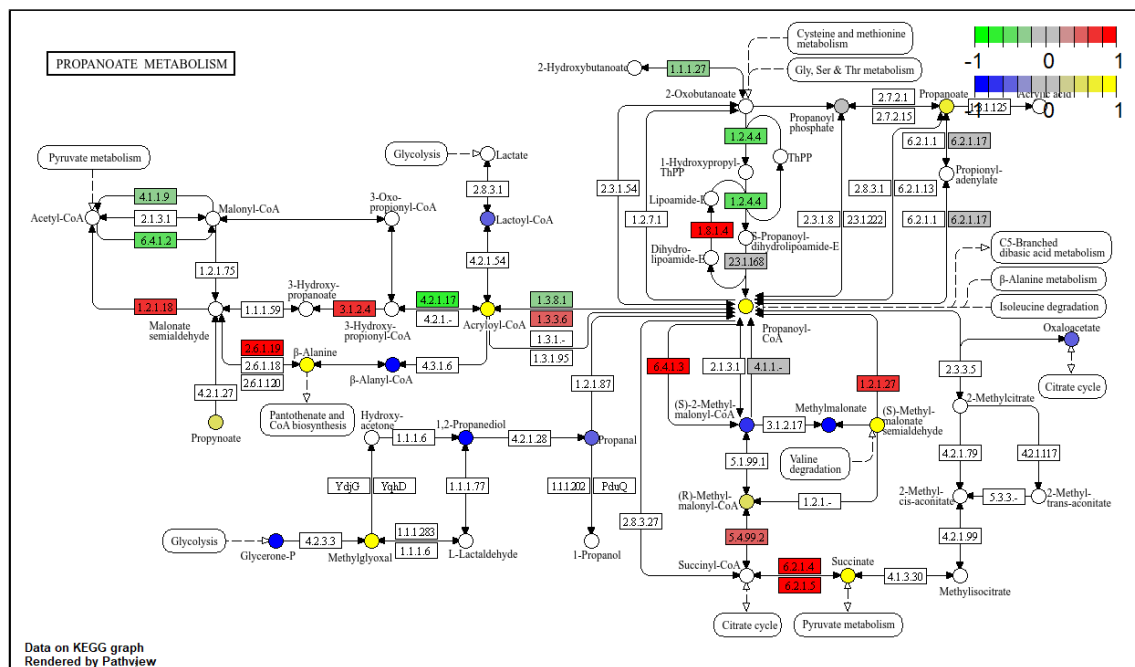 PROPANOATE METABOLISM
Cysteine and methionine
metabolism
-1
0
1
-1
0
1
2-Hydroxybutanoate
1.1.1.27
Gly, Ser & Thr metabolism
2-Oxobutanoate
Propanoyl
phosphate
2.7.2.1
2.7.2.15
Propanoate
1.3.1.125
Acrylic acid
1.2.4.4
6.2.1.1
6.2.1.17
Pyruvate metabolism
Glycolysis
Lactate
1-Hydroxypropyl-
ThPP
ThPP
Propionyl-
adenylate
4.1.1.9
2.8.3.1
2.3.1.54
2.8.3.1
6.2.1.13
Acetyl-CoA
2.1.3.1
Malonyl-CoA
3-Oxo-
propionyl-CoA
Lipoamide-E
1.2.4.4
Lactoyl-CoA
1.2.7.1
2.3.1.8
2.3.1.222
6.2.1.1
6.2.1.17
6.4.1.2
1.8.1.4
S-Propanoyl-
dihydrolipoamide-E
Dihydro-
lipoamide-E
2.3.1.168
C5-Branched
dibasic acid metabolism
1.2.1.75
4.2.1.54
β-Alanine metabolism
3-Hydroxy-
propanoate
Isoleucine degradation
1.2.1.18
1.1.1.59
3.1.2.4
4.2.1.17
4.2.1.-
1.3.8.1
1.3.3.6
Malonate
semialdehyde
3-Hydroxy-
propionyl-CoA
Acryloyl-CoA
1.3.1.-
1.3.1.95
Propanoyl-
CoA
Oxaloacetate
2.6.1.19
2.6.1.18
2.6.1.120
β-Alanine
4.3.1.6
β-Alanyl-CoA
6.4.1.3
2.1.3.1
4.1.1.-
1.2.1.27
2.3.3.5
Citrate cycle
4.2.1.27
1.2.1.87
Pantothenate and
CoA biosynthesis
Hydroxy-
acetone
1,2-Propanediol
(S)-2-Methyl-
malonyl-CoA
Methylmalonate
(S)-Methyl-
malonate
semialdehyde
2-Methylcitrate
Propynoate
1.1.1.6
4.2.1.28
Propanal
3.1.2.17
5.1.99.1
Valine
degradation
4.2.1.79
4.2.1.117
YdjG
YqhD
1.1.1.77
1.1.1.202
PduQ
(R)-Methyl-
malonyl-CoA
1.2.1.-
2-Methyl-
cis-aconitate
5.3.3.-
2-Methyl-
trans-aconitate
2.8.3.27
Glycolysis
4.2.3.3
1.1.1.283
1.1.1.6
5.4.99.2
4.2.1.99
Glycerone-P
Methylglyoxal
L-Lactaldehyde
1-Propanol
Succinyl-CoA
6.2.1.4
6.2.1.5
Succinate
4.1.3.30
Methylisocitrate
Citrate cycle
Pyruvate metabolism
Data on KEGG graph
Rendered by Pathview